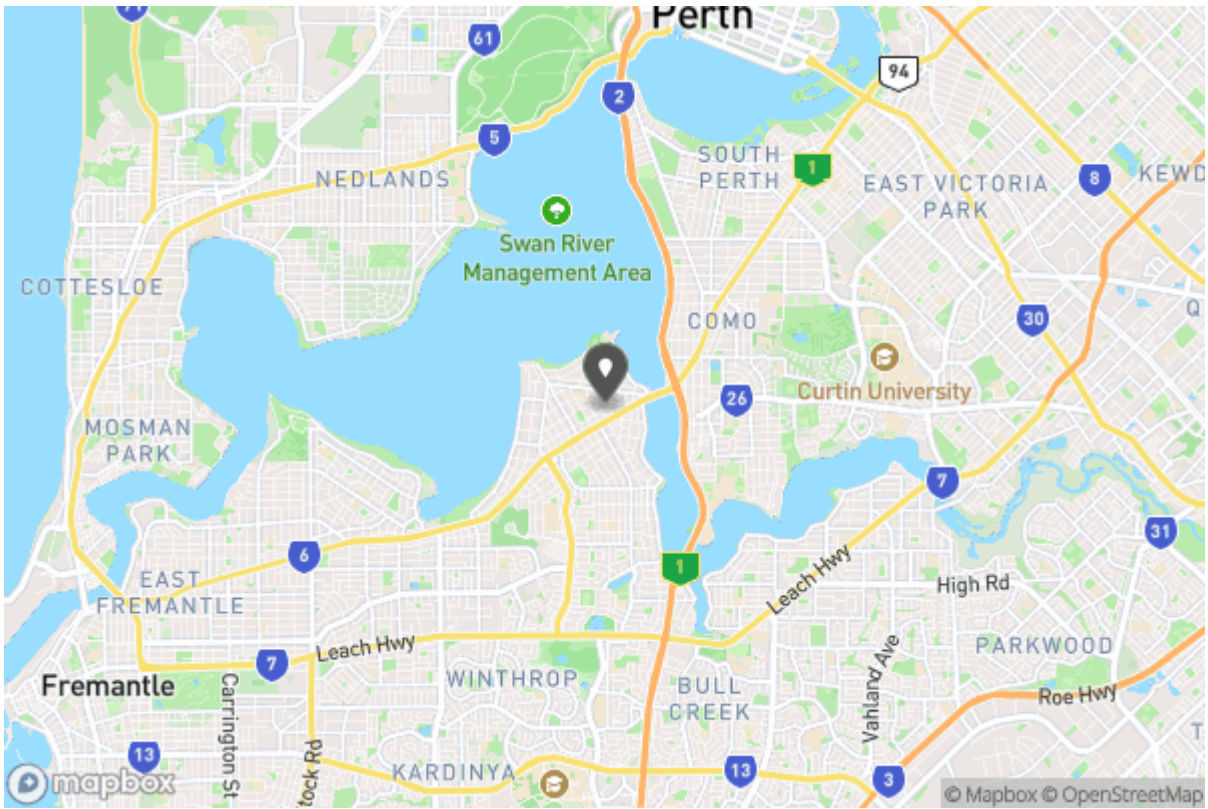 71
Perth
61
94
2
5
SOUTH
PERTH
1
NEDLANDS
EAST VICTORIA
PARK
8
KEWD
Swan River
Management Area
COTTESLOE
COMO
30
Q
Curtin University
26
MOSMAN
PARK
7
31
6
1
EAST
FREMANTLE
Leach Hwy
High Rd
Leach Hwy
7
PARKWOOD
Fremantle
WINTHROP
BULL
CREEK
Vahland Ave
Roe Hwy
Carrington St
T
13
tock Rd
KARDINYA
13
3
mapbox
© Mapbox © OpenStreetMap